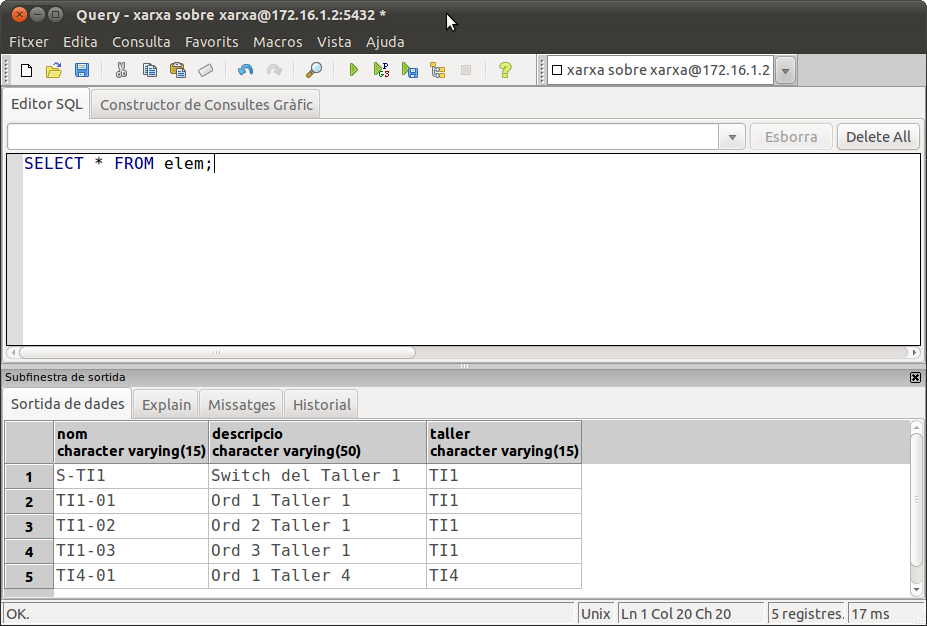 Query - xarxa sobre xarxa@172.16.1.2:5432 *
Fitxer Edita Consulta Favorits Macros Vista Ajuda
xarxa sobre xarxa@172.16.1.2
Editor SQL Constructor de Consultes Gràfic
Esborra Delete All
SELECT * FROM elem;
Subfinestra de sortida
Sortida de dades Explain Missatges Historial
nom descripcio taller
character varying(15) character varying(50) character varying(15)
1 S-TI1 Switch del Taller 1 TI1
2 TI1-01 Ord 1 Taller 1 TI1
3 TI1-02 Ord 2 Taller 1 TI1
4 TI1-03 Ord 3 Taller 1 TI1
5 TI4-01 Ord 1 Taller 4 TI4
OK. Unix Ln 1 Col 20 Ch 20 5 registres. 17 ms